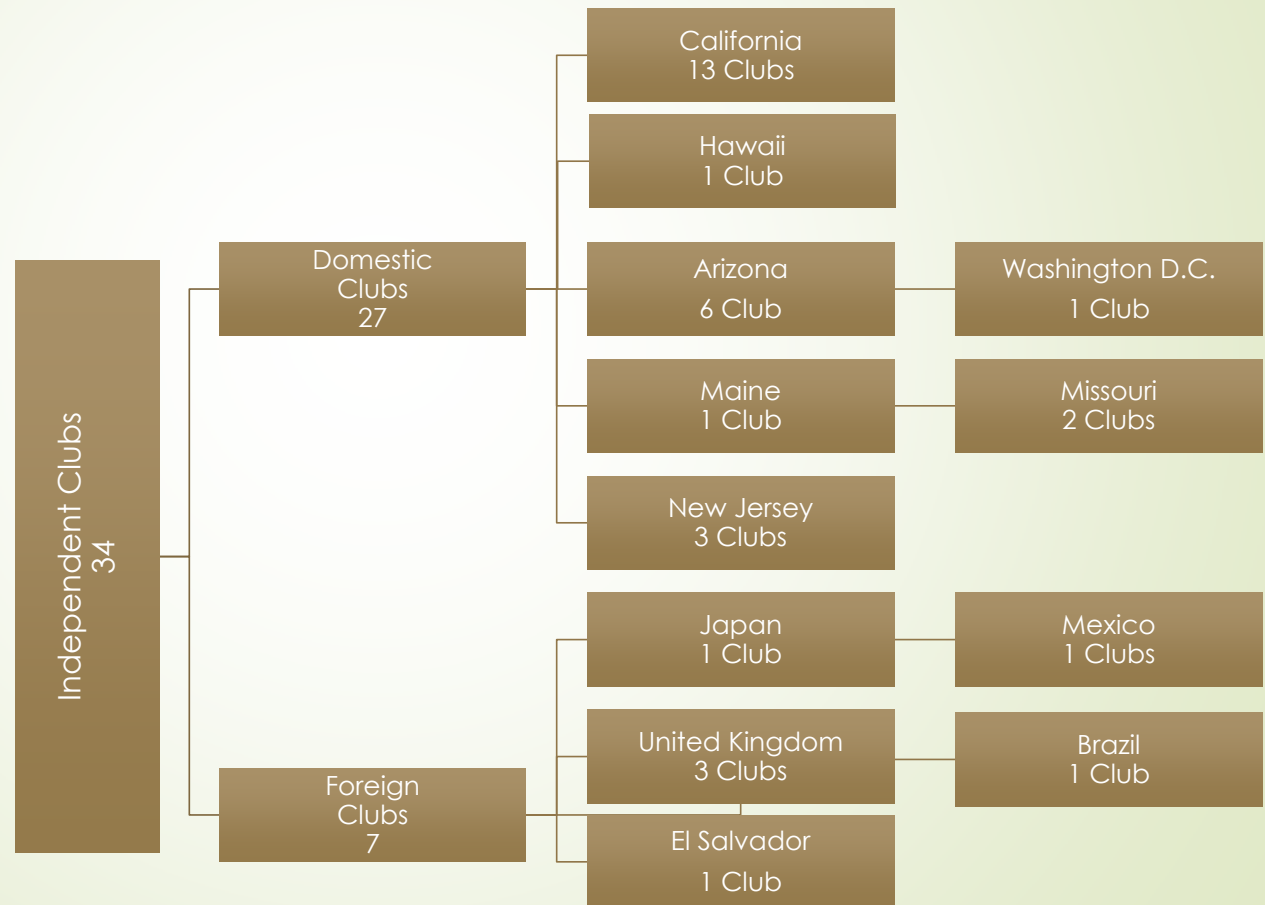 Independent Clubs
34
Domestic
Clubs
27
California
13 Clubs
Hawaii
1 Club
Arizona
6 Club
Washington D.C.
1 Club
Maine
1 Club
Missouri
2 Clubs
New Jersey
3 Clubs
Foreign
Clubs
7
Japan
1 Club
Mexico
1 Clubs
United Kingdom
3 Clubs
Brazil
1 Club
El Salvador
1 Club